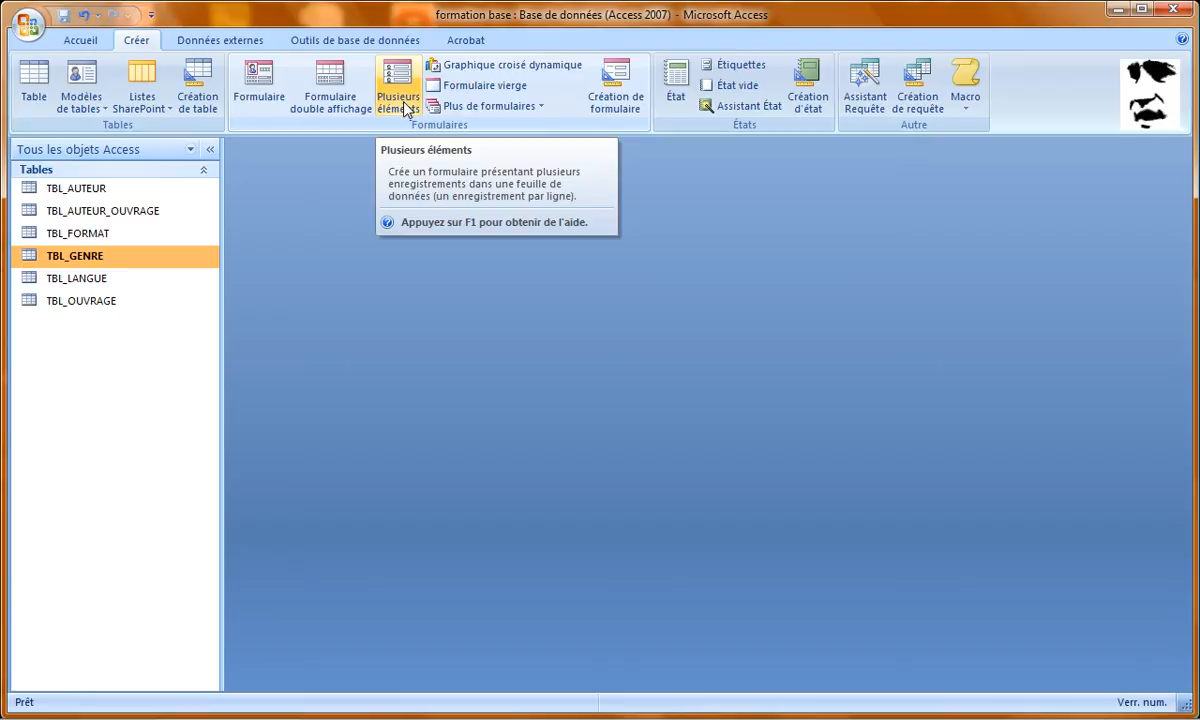 formation base : Base de données (Access 2007) - Microsoft Access
Accueil Créer Données externes Outils de base de données Acrobat
Table
Modèles de tables
Listes SharePoint
Création de table
Tables
Formulaire
Formulaire double affichage
Plusieurs éléments
Graphique croisé dynamique
Formulaire vierge
Plus de formulaires
Création de formulaire
Formulaires
État
Étiquettes
État vide
Assistant État
Création d'état
États
Assistant Requête
Création de requête
Macro
Autre
Tous les objets Access
Tables
TBL_AUTEUR
TBL_AUTEUR_OUVRAGE
TBL_FORMAT
TBL_GENRE
TBL_LANGUE
TBL_OUVRAGE
Plusieurs éléments
Crée un formulaire présentant plusieurs
enregistrements dans une feuille de
données (un enregistrement par ligne).
Appuyez sur F1 pour obtenir de l'aide.
Prêt
Verr. num.